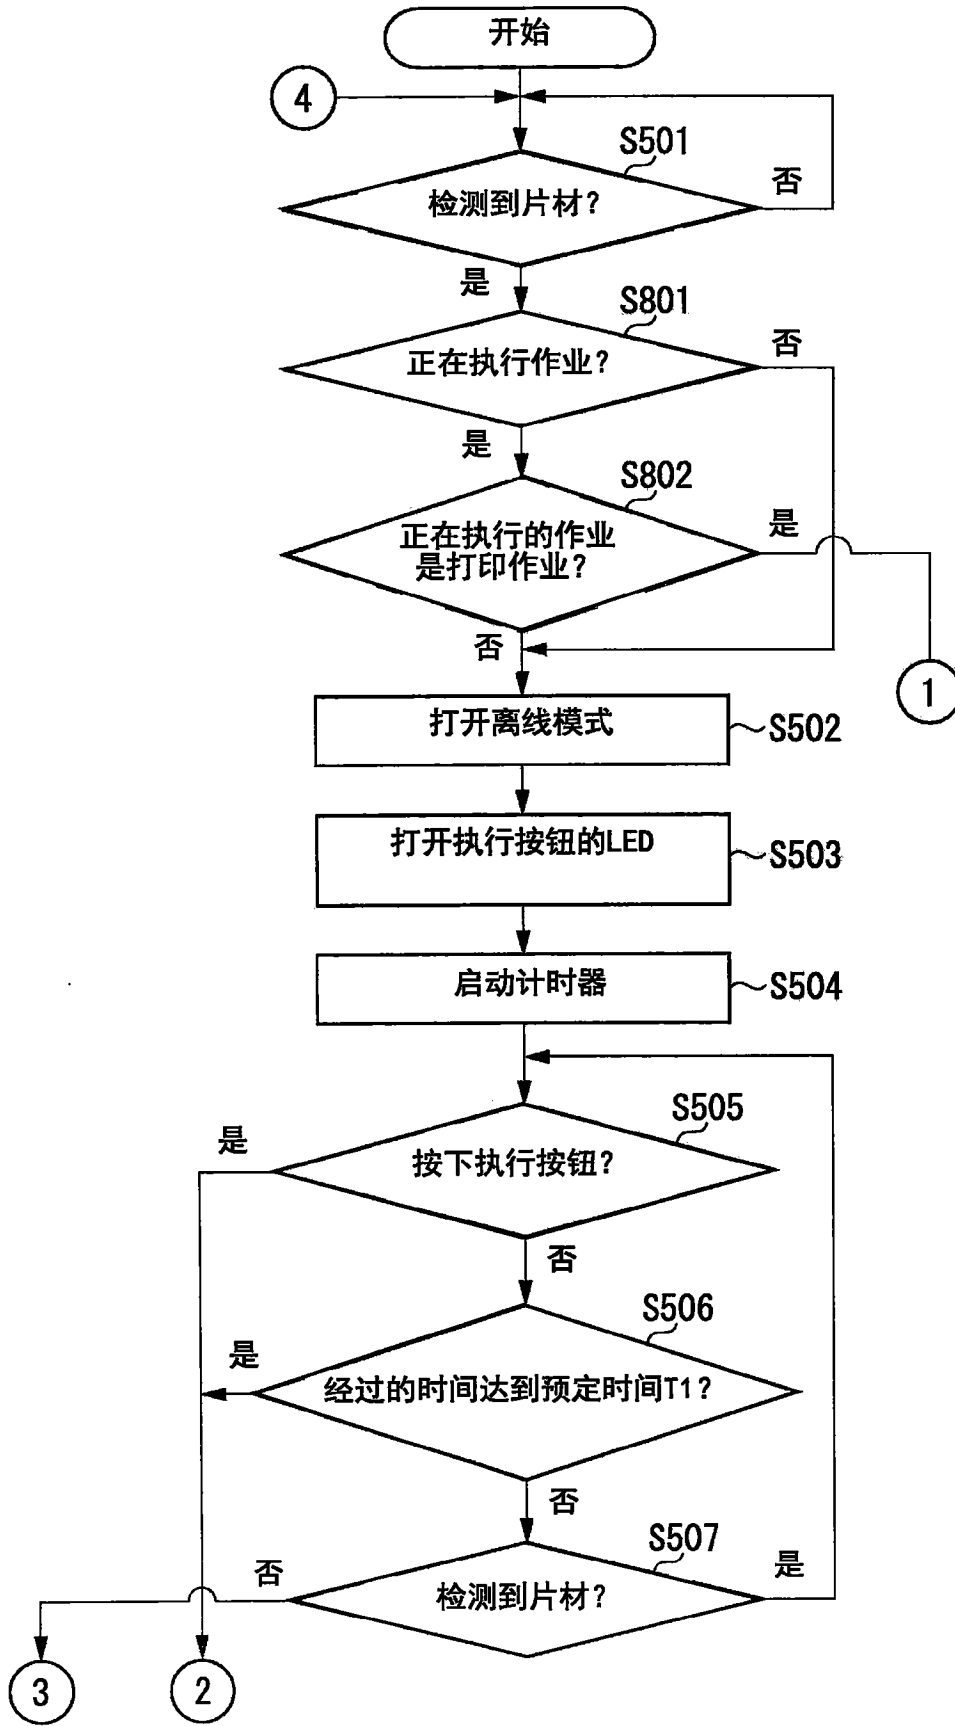 开始
4
S501
检测到片材?
否
是
S801
正在执行作业?
否
是
S802
正在执行的作业
是打印作业?
是
否
1
打开离线模式
S502
打开执行按钮的LED
S503
启动计时器
S504
S505
是
按下执行按钮?
否
S506
是
经过的时间达到预定时间T1?
否
S507
否
是
检测到片材?
3
2